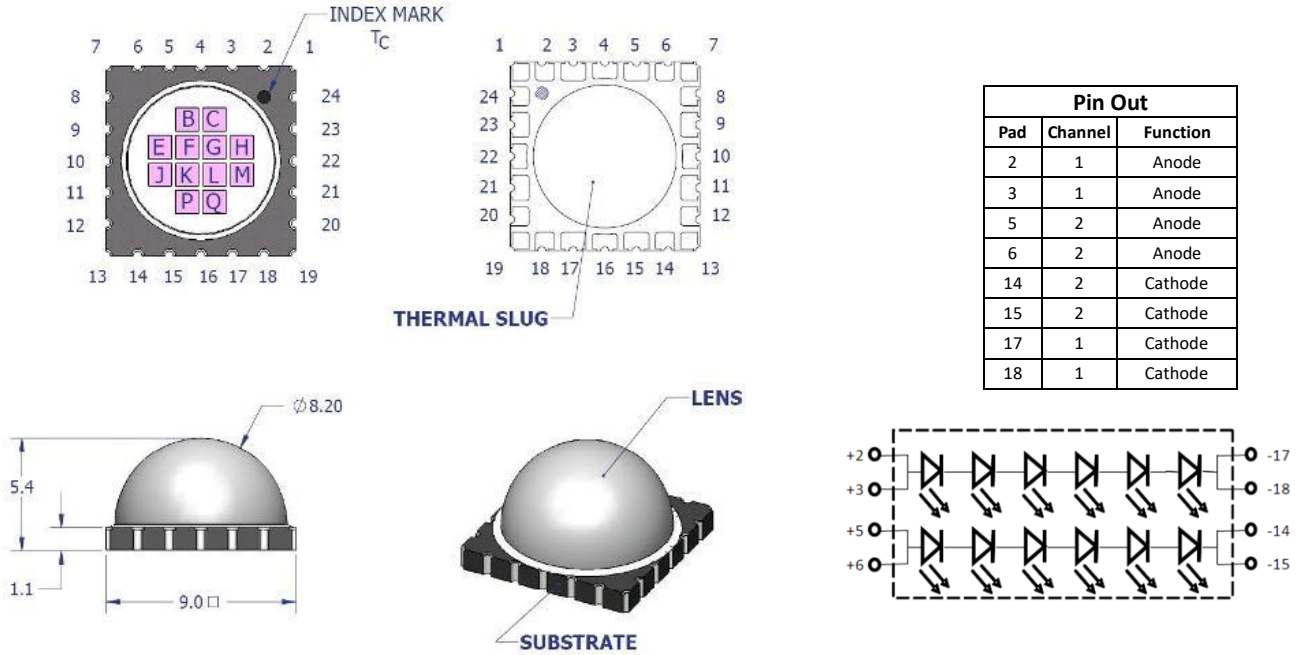 INDEX MARK
TC
7 6 5 4 3 2 1
8 24
9 23
10 22
11 21
12 20
13 14 15 16 17 18 19
B C
E F G H
J K L M
P Q
1 2 3 4 5 6 7
24 8
23 9
22 10
21 11
20 12
19 18 17 16 15 14 13
THERMAL SLUG
Pin Out
Pad Channel Function
2 1 Anode
3 1 Anode
5 2 Anode
6 2 Anode
14 2 Cathode
15 2 Cathode
17 1 Cathode
18 1 Cathode
∅8.20
5.4
1.1
9.0 □
LENS
SUBSTRATE
+2 -17
+3 -18
+5 -14
+6 -15